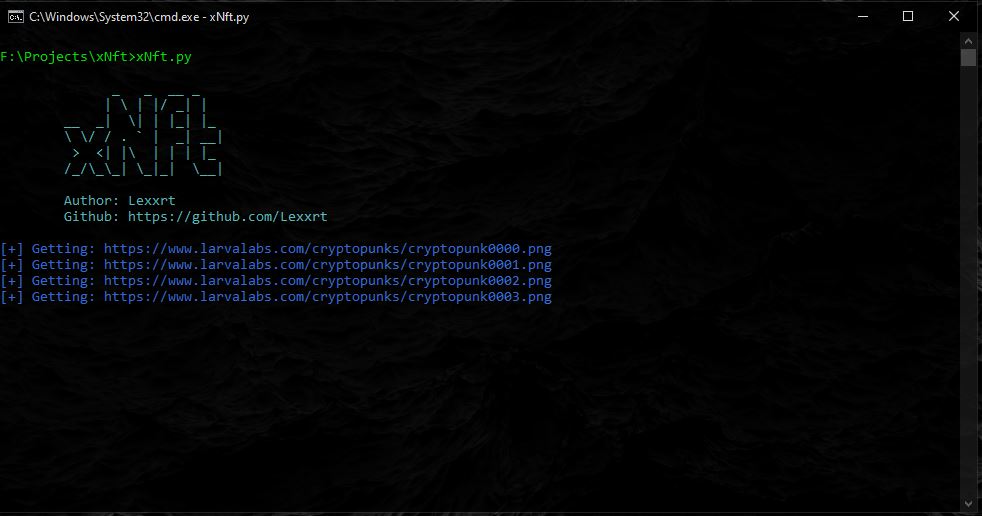 C:\Windows\System32\cmd.exe - xNft.py
F:\Projects\xNft>xNft.py
xNft
Author: Lexxrt
Github: https://github.com/Lexxrt
[+] Getting: https://www.larvalabs.com/cryptopunks/cryptopunk0000.png
[+] Getting: https://www.larvalabs.com/cryptopunks/cryptopunk0001.png
[+] Getting: https://www.larvalabs.com/cryptopunks/cryptopunk0002.png
[+] Getting: https://www.larvalabs.com/cryptopunks/cryptopunk0003.png